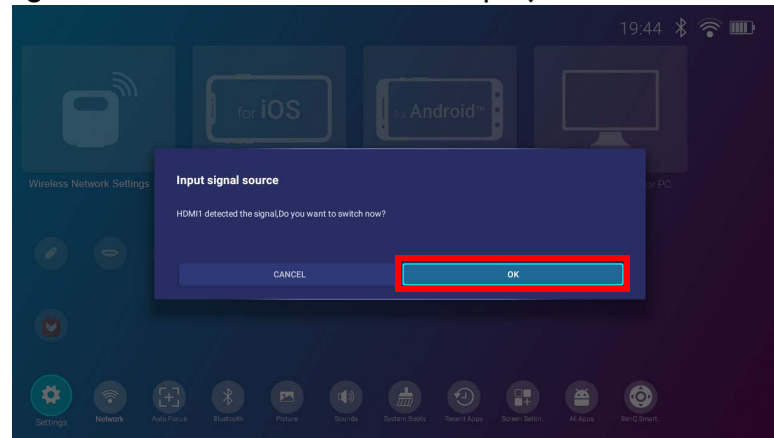 19:44
for iOS
for Android™
Wireless Network Settings
or PC
Input signal source
HDMI1 detected the signal,Do you want to switch now?
CANCEL
OK
Settings
Network
Auto Focus
Bluetooth
Picture
Sounds
System Boots
Recent Apps
Screen Settin..
All Apps
BenQ Smart..